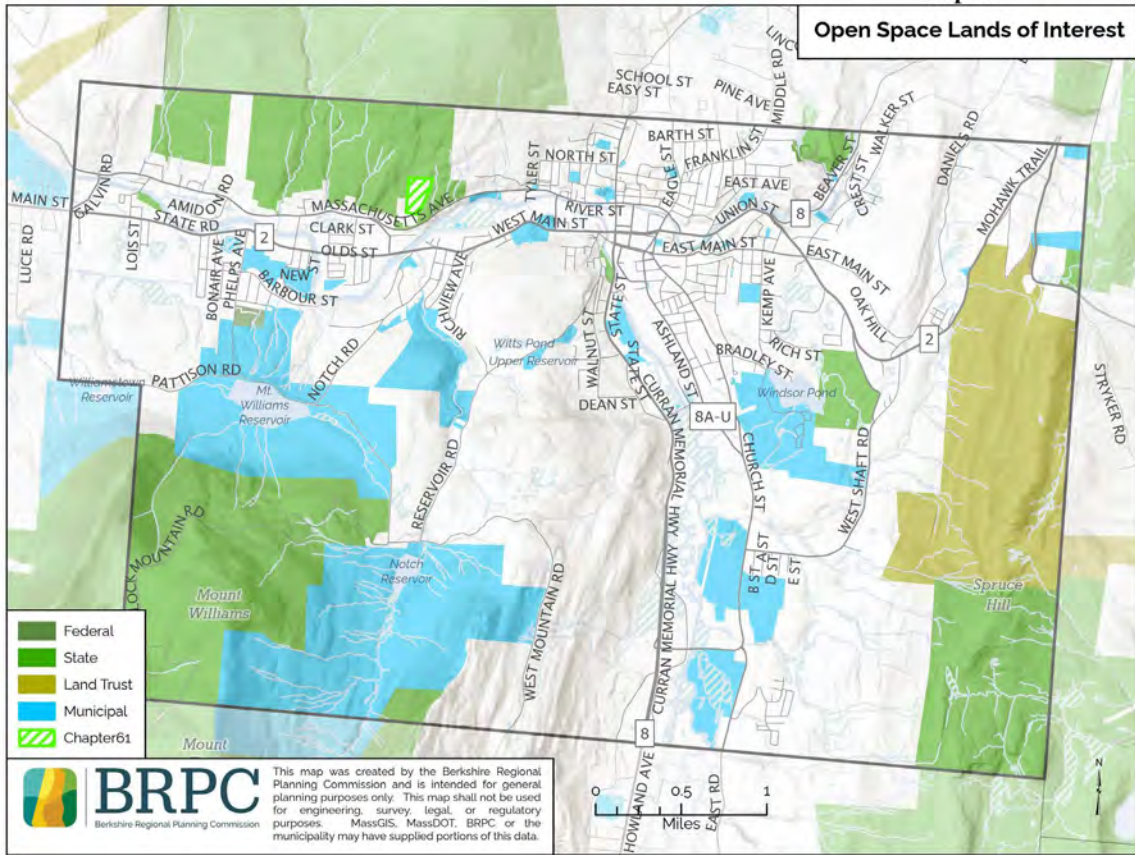 Open Space Lands of Interest
SCHOOL ST
EASY ST
PINE AVE
MIDDLE RD
BARTH ST
FRANKLIN ST
NORTH ST
TYLER ST
EAGLE ST
EAST AVE
BEAVER ST
WALKER ST
CREST ST
DANIELS RD
MOHAWK TRAIL
MAIN ST
GALVIN RD
AMIDON RD
STATE RD
MASSACHUSETTS AVE
CLARK ST
2
OLDS ST
WEST MAIN ST
RIVER ST
UNION ST
8
EAST MAIN ST
EAST MAIN ST
LUCE RD
LOIS ST
BONAIR AVE
PHELPS AVE
NEW ST
BARBOUR ST
RICHVIEW AVE
OAK HILL
2
KEMP AVE
RICH ST
BRADLEY ST
Windsor Pond
ASHLAND ST
STATE ST
STATE ST
WALNUT ST
DEAN ST
Witts Pond
Upper Reservoir
NOTCH RD
PATTISON RD
Williamstown
Reservoir
Mt.
Williams
Reservoir
8A-U
STRYKER RD
CURRAN MEMORIAL HWY
CURRAN MEMORIAL HWY
CHURCH ST
WEST SHAFT RD
RESERVOIR RD
Notch
Reservoir
WEST MOUNTAIN RD
B ST
A ST
D ST
E ST
Spruce
Hill
Mount
Williams
MOUNTAIN RD
Mount
8
HOWLAND AVE
EAST RD
Federal
State
Land Trust
Municipal
Chapter61
0 0.5 1
Miles
N
BRPC
Berkshire Regional Planning Commission
This map was created by the Berkshire Regional
Planning Commission and is intended for general
planning purposes only. This map shall not be used
for engineering, survey, legal, or regulatory
purposes. MassGIS, MassDOT, BRPC or the
municipality may have supplied portions of this data.